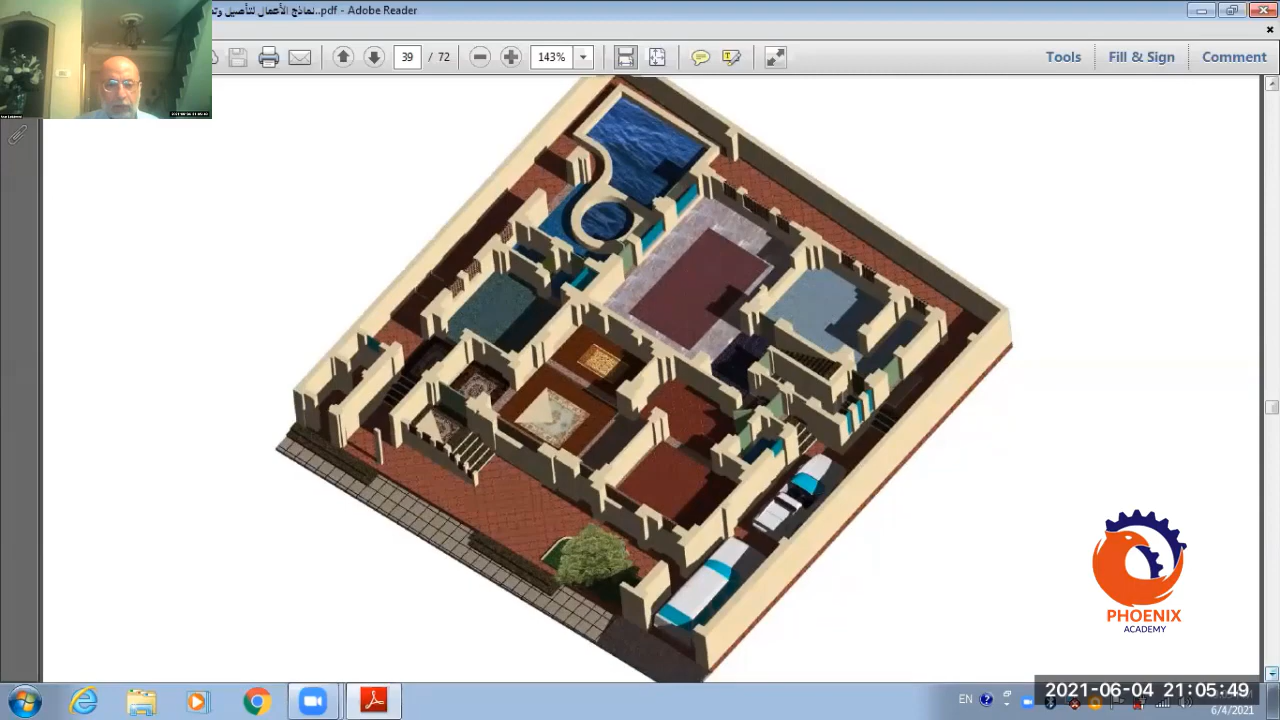 نماذج الأعمال لتأصيل وتط..pdf - Adobe Reader
39 / 72
143%
Tools
Fill & Sign
Comment
PHOENIX
ACADEMY
EN
2021-06-04 21:05:49
6/4/2021